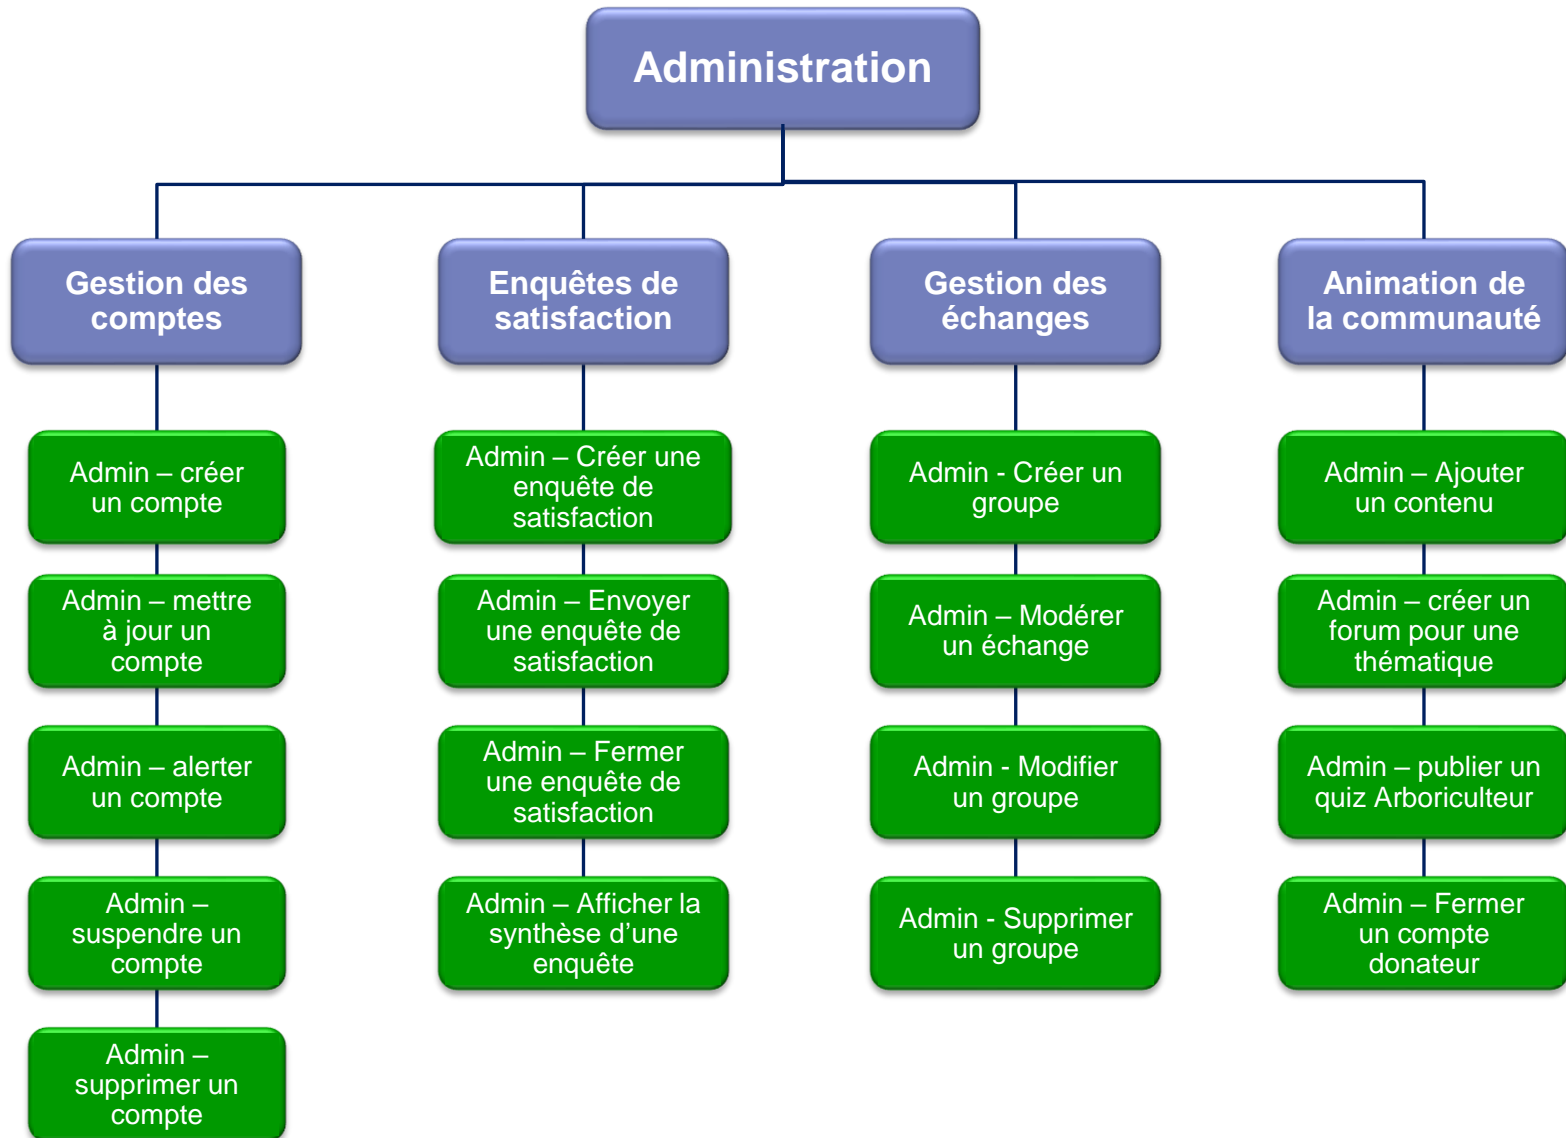 Administration
Gestion des
comptes
Enquêtes de
satisfaction
Gestion des
échanges
Animation de
la communauté
Admin – créer
un compte
Admin – mettre
à jour un
compte
Admin – alerter
un compte
Admin –
suspendre un
compte
Admin –
supprimer un
compte
Admin – Créer une
enquête de
satisfaction
Admin – Envoyer
une enquête de
satisfaction
Admin – Fermer
une enquête de
satisfaction
Admin – Afficher la
synthèse d’une
enquête
Admin - Créer un
groupe
Admin – Modérer
un échange
Admin - Modifier
un groupe
Admin - Supprimer
un groupe
Admin – Ajouter
un contenu
Admin – créer un
forum pour une
thématique
Admin – publier un
quiz Arboriculteur
Admin – Fermer
un compte
donateur